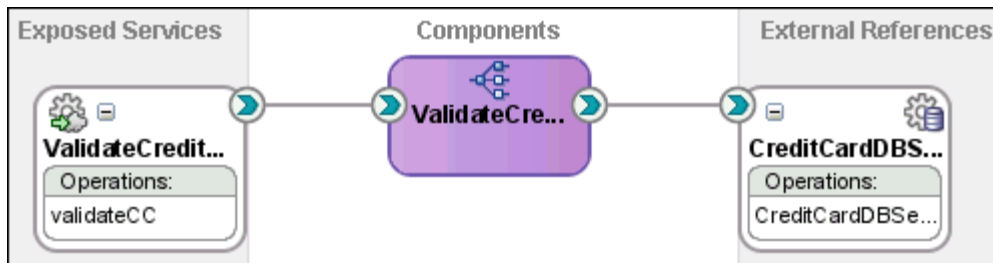 Exposed Services
Components
External References
ValidateCredit...
Operations:
validateCC
ValidateCre...
CreditCardDBS...
Operations:
CreditCardDBSe...